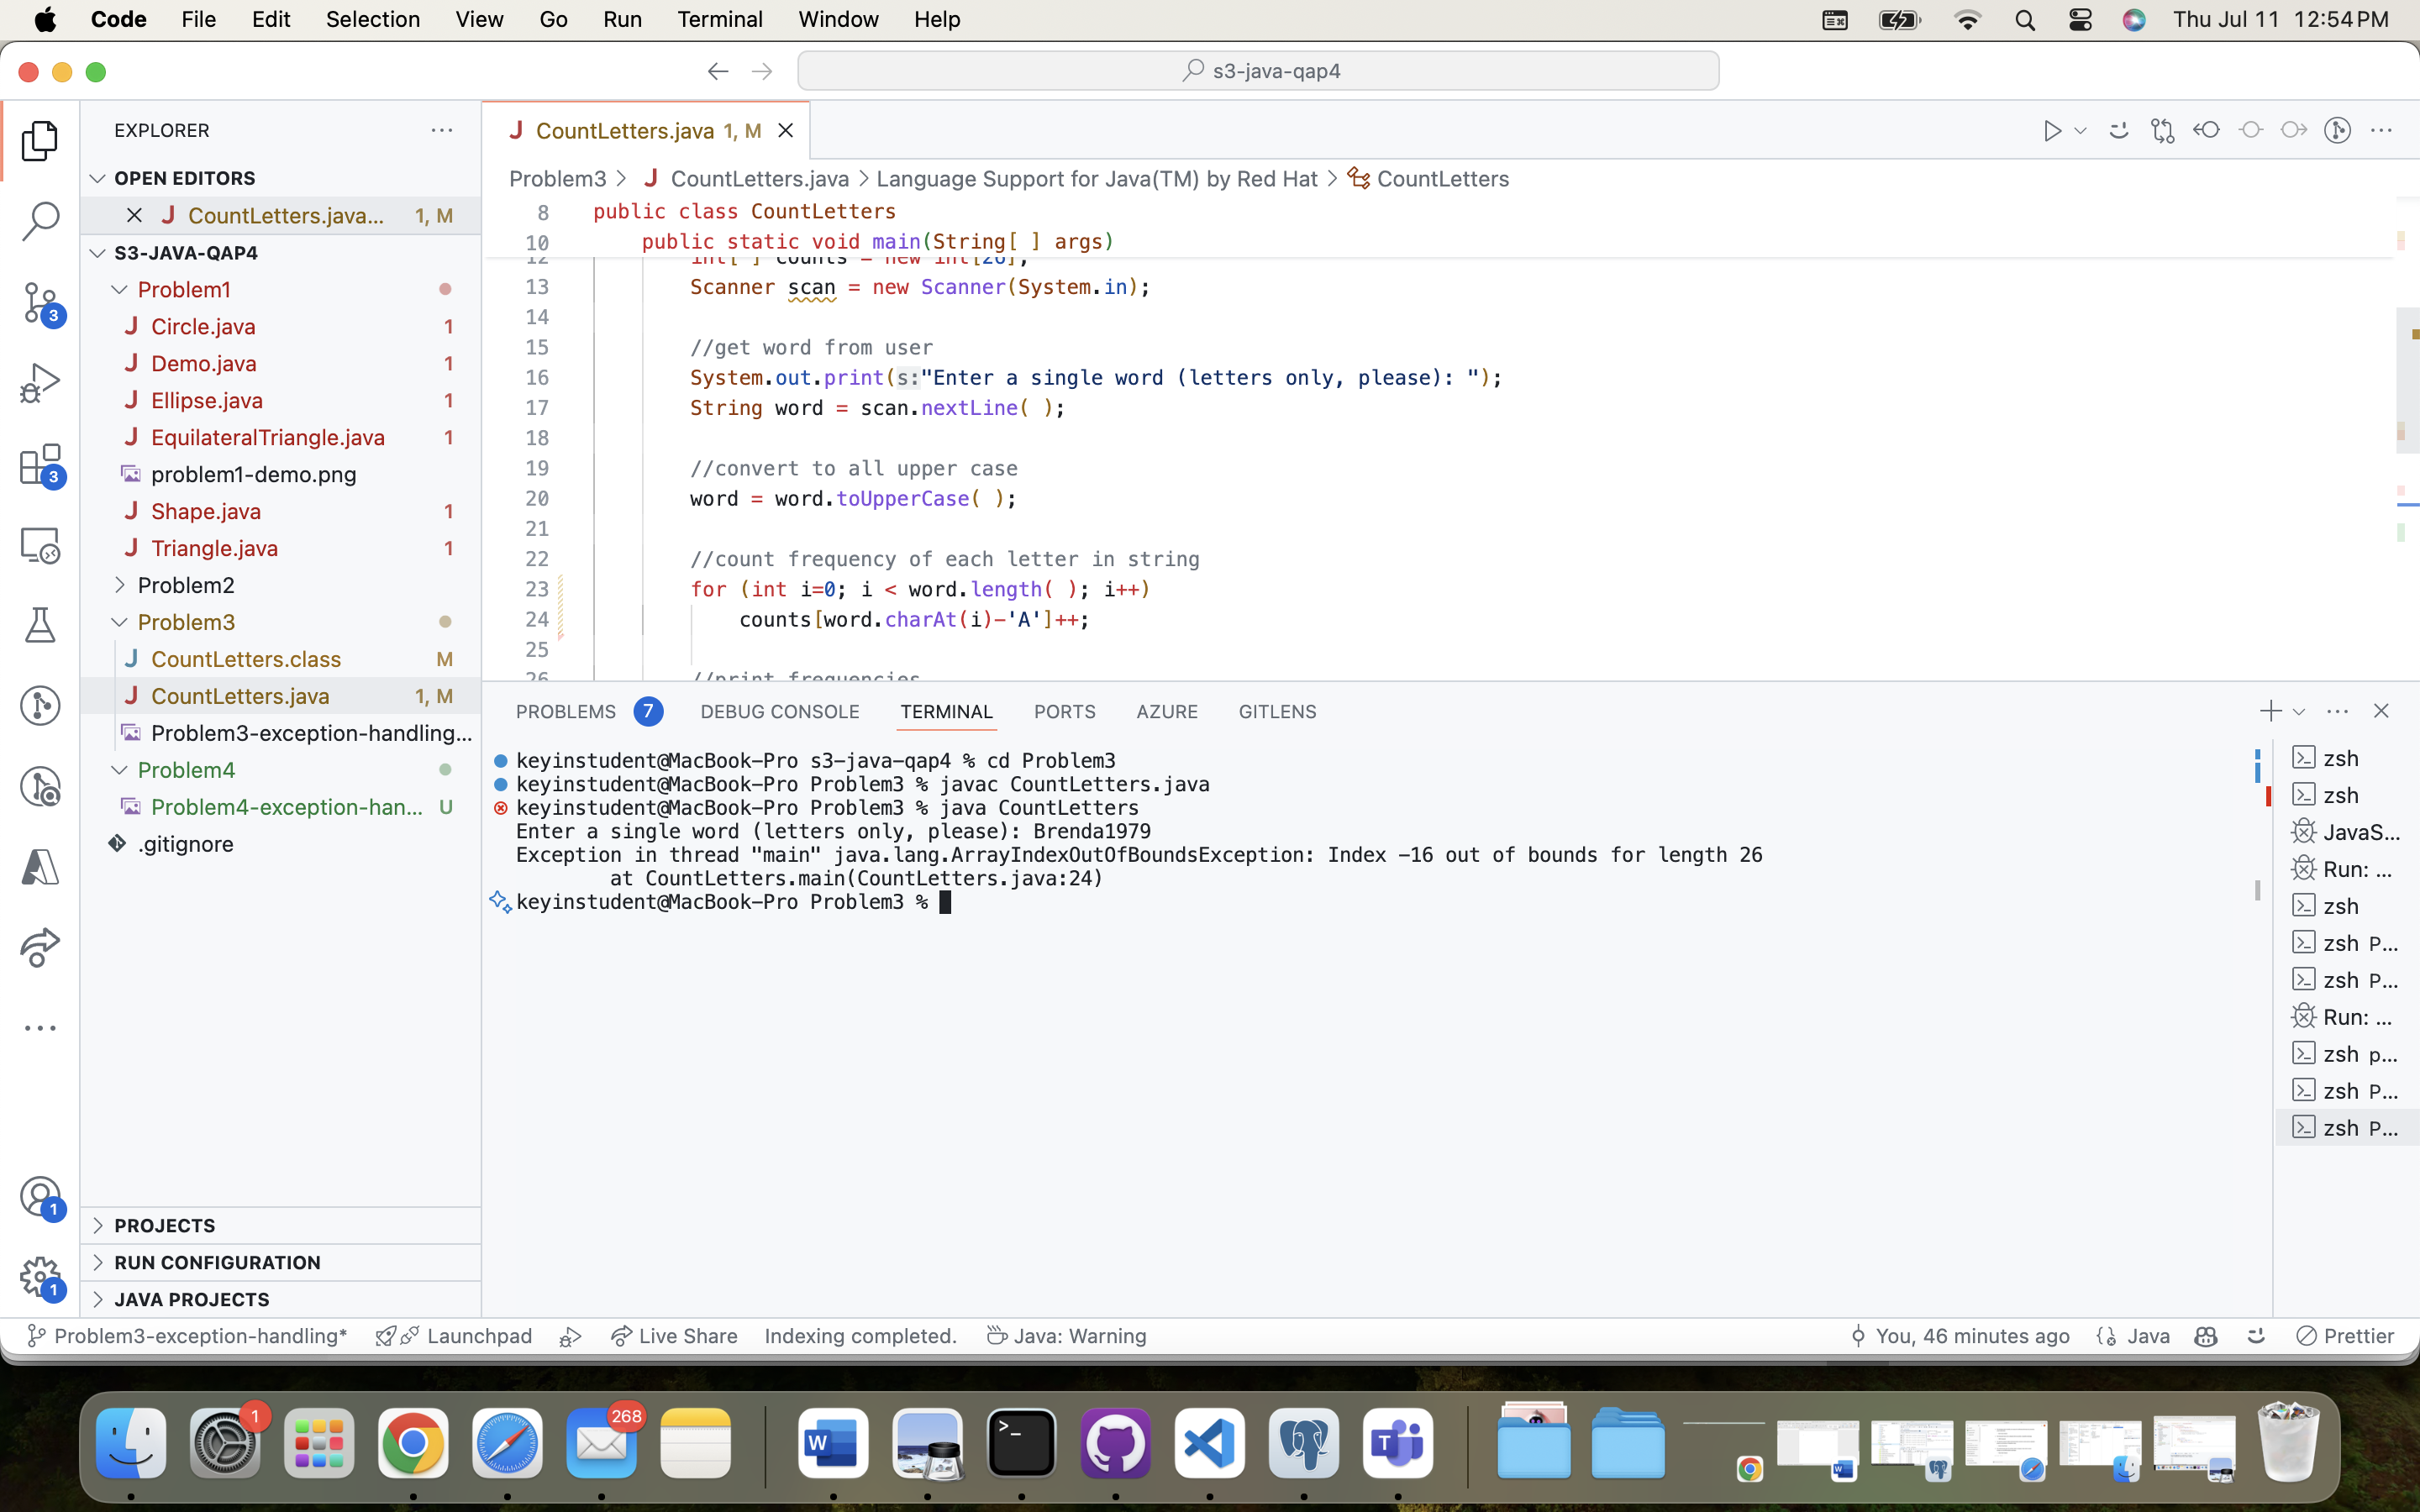 Code File Edit Selection View Go Run Terminal Window Help Thu Jul 11 12:54 PM
s3-java-qap4
EXPLORER
OPEN EDITORS
CountLetters.java... 1, M
S3-JAVA-QAP4
Problem1
Circle.java 1
Demo.java 1
Ellipse.java 1
EquilateralTriangle.java 1
problem1-demo.png
Shape.java 1
Triangle.java 1
Problem2
Problem3
CountLetters.class M
CountLetters.java 1, M
Problem3-exception-handling...
Problem4
Problem4-exception-han... U
.gitignore
PROJECTS
RUN CONFIGURATION
JAVA PROJECTS
3
3
1
1
CountLetters.java 1, M
Problem3 > CountLetters.java > Language Support for Java(TM) by Red Hat > CountLetters
8 public class CountLetters
10 public static void main(String[ ] args)
12 int[ ] counts = new int[26];
13 Scanner scan = new Scanner(System.in);
14
15 //get word from user
16 System.out.print(s:"Enter a single word (letters only, please): ");
17 String word = scan.nextLine( );
18
19 //convert to all upper case
20 word = word.toUpperCase( );
21
22 //count frequency of each letter in string
23 for (int i=0; i < word.length( ); i++)
24 counts[word.charAt(i)-'A']++;
25
26 //print frequencies
PROBLEMS 7 DEBUG CONSOLE TERMINAL PORTS AZURE GITLENS
keyinstudent@MacBook-Pro s3-java-qap4 % cd Problem3
keyinstudent@MacBook-Pro Problem3 % javac CountLetters.java
keyinstudent@MacBook-Pro Problem3 % java CountLetters
Enter a single word (letters only, please): Brenda1979
Exception in thread "main" java.lang.ArrayIndexOutOfBoundsException: Index -16 out of bounds for length 26
at CountLetters.main(CountLetters.java:24)
keyinstudent@MacBook-Pro Problem3 %
zsh
zsh
JavaS...
Run: ...
zsh
zsh P...
zsh P...
Run: ...
zsh p...
zsh P...
zsh P...
Problem3-exception-handling* Launchpad Live Share Indexing completed. Java: Warning You, 46 minutes ago Java Prettier
1
268
W
T